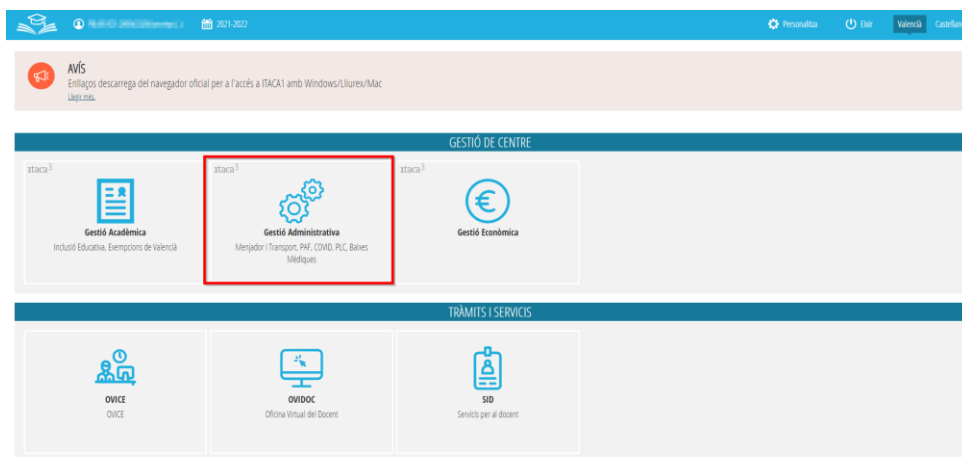 2021-2022
Personalitza
Eixir
Valencià
Castellano
AVÍS
Enllaços descarrega del navegador oficial per a l'accés a ITACA1 amb Windows/Lliurex/Mac
Llegir més.
GESTIÓ DE CENTRE
itaca3
Gestió Acadèmica
Inclusió Educativa, Exempcions de Valencià
itaca3
Gestió Administrativa
Menjador i Transport, PAF, COVID, PLC, Baixes
Mèdiques
itaca3
Gestió Econòmica
TRÀMITS I SERVICIS
OVICE
OVICE
OVIDOC
Oficina Virtual del Docent
SID
Servicis per al docent